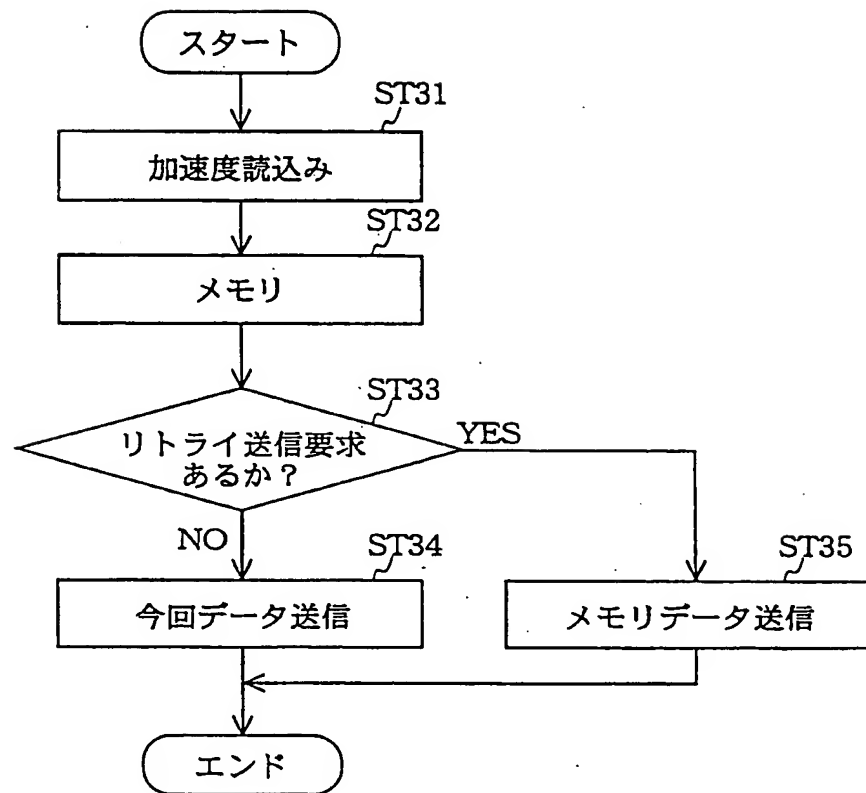 スタート
ST31
加速度読込み
ST32
メモリ
ST33
リトライ送信要求
あるか？
YES
NO
ST34
今回データ送信
ST35
メモリデータ送信
エンド